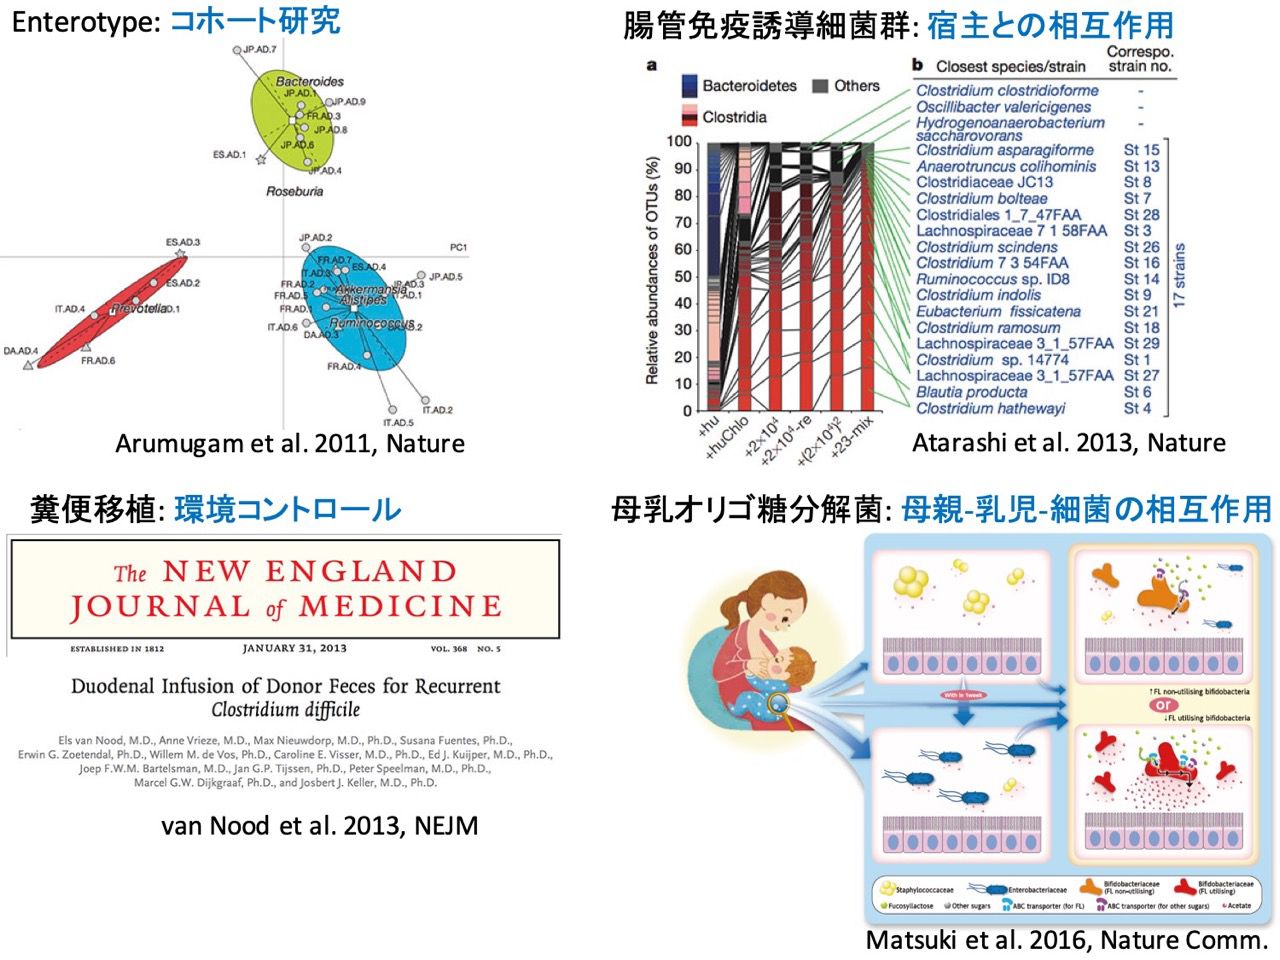 Enterotype: コホート研究
JP.AD.7
Bacteroides
JP.AD.1
JP.AD.9
FR.AD.3
JP.AD.8
JP.AD.6
ES.AD.1
JP.AD.4
Roseburia
JP.AD.2
PC1
ES.AD.3
FR.AD.7
IT.AD.3
ES.AD.4
JP.AD.5
ES.AD.2
FR.AD.2
JP.AD.3
FR.AD.5
Akkermansia
IT.AD.1
Alistipes
IT.AD.4
Prevotella
FR.AD.1
IT.AD.6
Ruminococcus
DA.AD.2
DA.AD.3
DA.AD.4
FR.AD.6
FR.AD.4
IT.AD.2
IT.AD.5
Arumugam et al. 2011, Nature
腸管免疫誘導細菌群: 宿主との相互作用
a
Bacteroidetes
Others
Clostridia
Relative abundances of OTUs (%)
100
90
80
70
60
50
40
30
20
10
0
+hu
+huChlo
+2×10⁴
+2×10⁴-re
+(2×10⁴)²
+23-mix
b Closest species/strain
Correspo. strain no.
Clostridium clostridioforme -
Oscillibacter valericigenes -
Hydrogenoanaerobacterium -
saccharovorans
Clostridium asparagiforme St 15
Anaerotruncus colihominis St 13
Clostridiaceae JC13 St 8
Clostridium bolteae St 7
Clostridiales 1_7_47FAA St 28
Lachnospiraceae 7 1 58FAA St 3
Clostridium scindens St 26
Clostridium 7 3 54FAA St 16
Ruminococcus sp. ID8 St 14
Clostridium indolis St 9
Eubacterium fissicatena St 21
Clostridium ramosum St 18
Lachnospiraceae 3_1_57FAA St 29
Clostridium sp. 14774 St 1
Lachnospiraceae 3_1_57FAA St 27
Blautia producta St 6
Clostridium hathewayi St 4
17 strains
Atarashi et al. 2013, Nature
糞便移植: 環境コントロール
The NEW ENGLAND
JOURNAL of MEDICINE
ESTABLISHED IN 1812 JANUARY 31, 2013 VOL. 368 NO. 5
Duodenal Infusion of Donor Feces for Recurrent
Clostridium difficile
Els van Nood, M.D., Anne Vrieze, M.D., Max Nieuwdorp, M.D., Ph.D., Susana Fuentes, Ph.D.,
Erwin G. Zoetendal, Ph.D., Willem M. de Vos, Ph.D., Caroline E. Visser, M.D., Ph.D., Ed J. Kuijper, M.D., Ph.D.,
Joep F.W.M. Bartelsman, M.D., Jan G.P. Tijssen, Ph.D., Peter Speelman, M.D., Ph.D.,
Marcel G.W. Dijkgraaf, Ph.D., and Josbert J. Keller, M.D., Ph.D.
van Nood et al. 2013, NEJM
母乳オリゴ糖分解菌: 母親-乳児-細菌の相互作用
With in 1week
↑FL non-utilising bifidobacteria
or
↓FL utilising bifidobacteria
Staphylococcaceae
Enterobacteriaceae
Bifidobacteriaceae
(FL non-utilising)
Bifidobacteriaceae
(FL utilising)
Fucosyllactose
Other sugars
ABC transporter (for FL)
ABC transporter (for other sugars)
Acetate
Matsuki et al. 2016, Nature Comm.